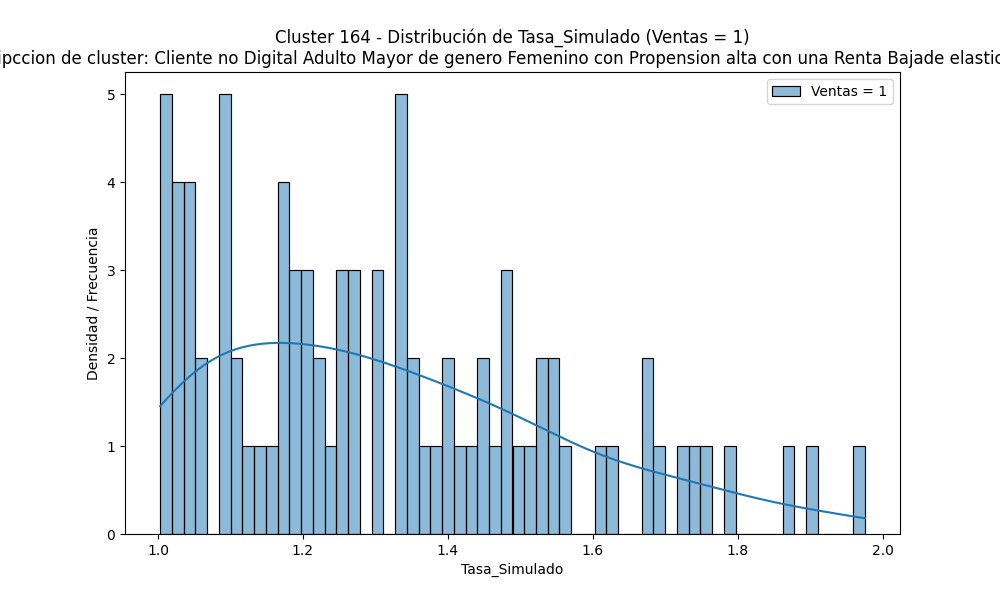 Cluster 164 - Distribución de Tasa_Simulado (Ventas = 1)
de cluster: Cliente no Digital Adulto Mayor de genero Femenino con Propension alta con una Renta Bajade
Ventas = 1
5
4
3
2
1
0
Densidad / Frecuencia
1.0 1.2 1.4 1.6 1.8 2.0
Tasa_Simulado